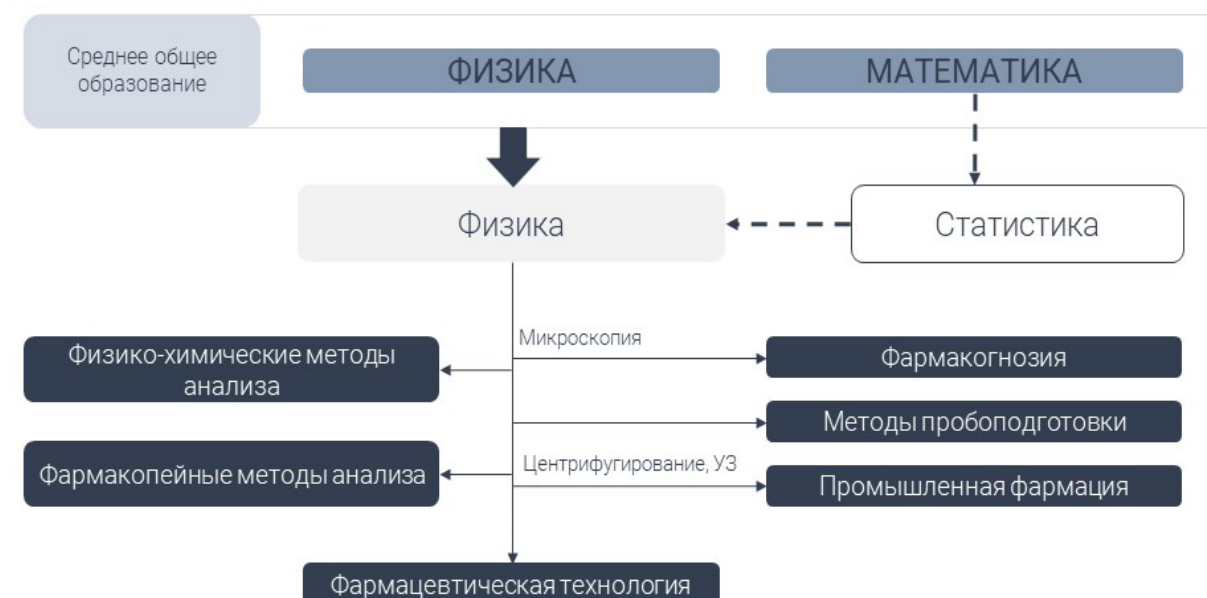 Среднее общее
образование
ФИЗИКА
МАТЕМАТИКА
Физика
Статистика
Микроскопия
Физико-химические методы
анализа
Фармакогнозия
Методы пробоподготовки
Центрифугирование, УЗ
Фармакопейные методы анализа
Промышленная фармация
Фармацевтическая технология